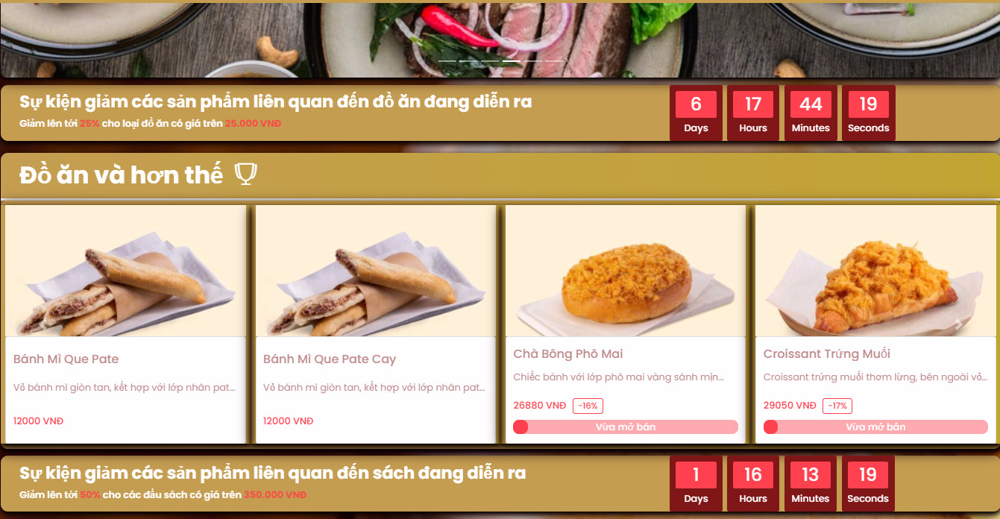 Sự kiện giảm các sản phẩm liên quan đến đồ ăn đang diễn ra
Giảm lên tới 25% cho loại đồ ăn có giá trên 25.000 VNĐ
6 17 44 19
Days Hours Minutes Seconds
Đồ ăn và hơn thế
Bánh Mì Que Pate
Vỏ bánh mì giòn tan, kết hợp với lớp nhân pat...
12000 VNĐ
Bánh Mì Que Pate Cay
Vỏ bánh mì giòn tan, kết hợp với lớp nhân pat...
12000 VNĐ
Chà Bông Phô Mai
Chiếc bánh với lớp phô mai vàng sánh mịn...
26880 VNĐ -16%
Vừa mở bán
Croissant Trứng Muối
Croissant trứng muối thơm lừng, bên ngoài vỏ...
29050 VNĐ -17%
Vừa mở bán
Sự kiện giảm các sản phẩm liên quan đến sách đang diễn ra
Giảm lên tới 50% cho các đầu sách có giá trên 350.000 VNĐ
1 16 13 19
Days Hours Minutes Seconds